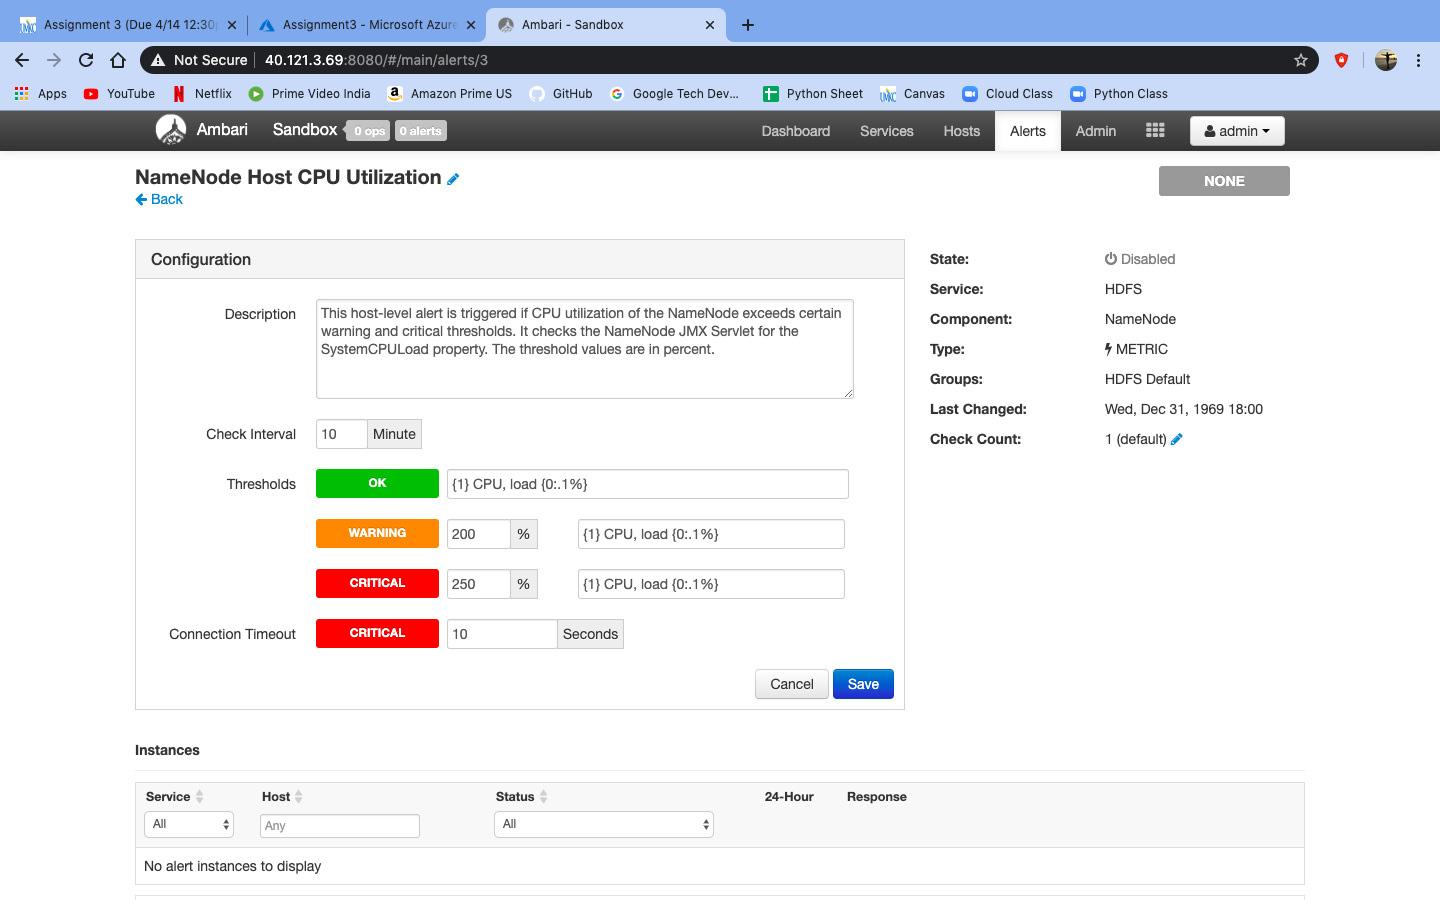 Assignment 3 (Due 4/14 12:30p
Assignment3 - Microsoft Azure
Ambari - Sandbox
Not Secure
40.121.3.69:8080/#/main/alerts/3
Apps
YouTube
Netflix
Prime Video India
Amazon Prime US
GitHub
Google Tech Dev...
Python Sheet
Canvas
Cloud Class
Python Class
Ambari
Sandbox
0 ops
0 alerts
Dashboard
Services
Hosts
Alerts
Admin
admin
NameNode Host CPU Utilization
NONE
Back
Configuration
Description
This host-level alert is triggered if CPU utilization of the NameNode exceeds certain
warning and critical thresholds. It checks the NameNode JMX Servlet for the
SystemCPULoad property. The threshold values are in percent.
Check Interval
10 Minute
Thresholds
OK {1} CPU, load {0:.1%}
WARNING 200 % {1} CPU, load {0:.1%}
CRITICAL 250 % {1} CPU, load {0:.1%}
Connection Timeout
CRITICAL 10 Seconds
Cancel
Save
State: Disabled
Service: HDFS
Component: NameNode
Type: METRIC
Groups: HDFS Default
Last Changed: Wed, Dec 31, 1969 18:00
Check Count: 1 (default)
Instances
Service Host Status 24-Hour Response
All Any All
No alert instances to display